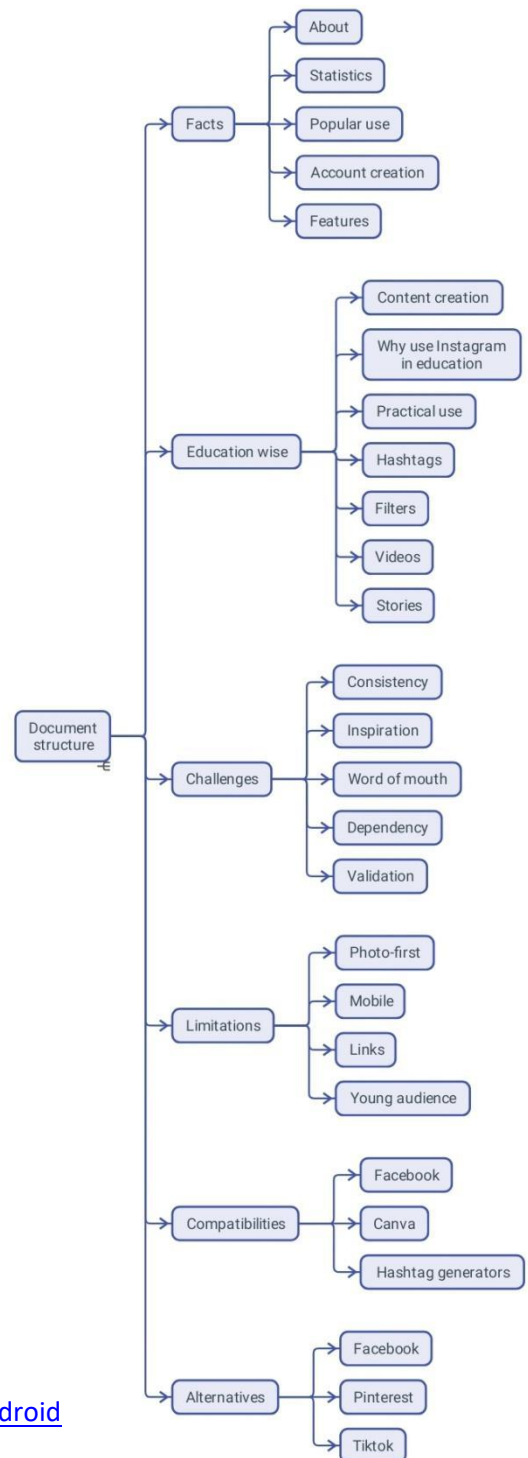 Document
structure
Facts
About
Statistics
Popular use
Account creation
Features
Education wise
Content creation
Why use Instagram
in education
Practical use
Hashtags
Filters
Videos
Stories
Challenges
Consistency
Inspiration
Word of mouth
Dependency
Validation
Limitations
Photo-first
Mobile
Links
Young audience
Compatibilities
Facebook
Canva
Hashtag generators
Alternatives
Facebook
Pinterest
Tiktok
droid